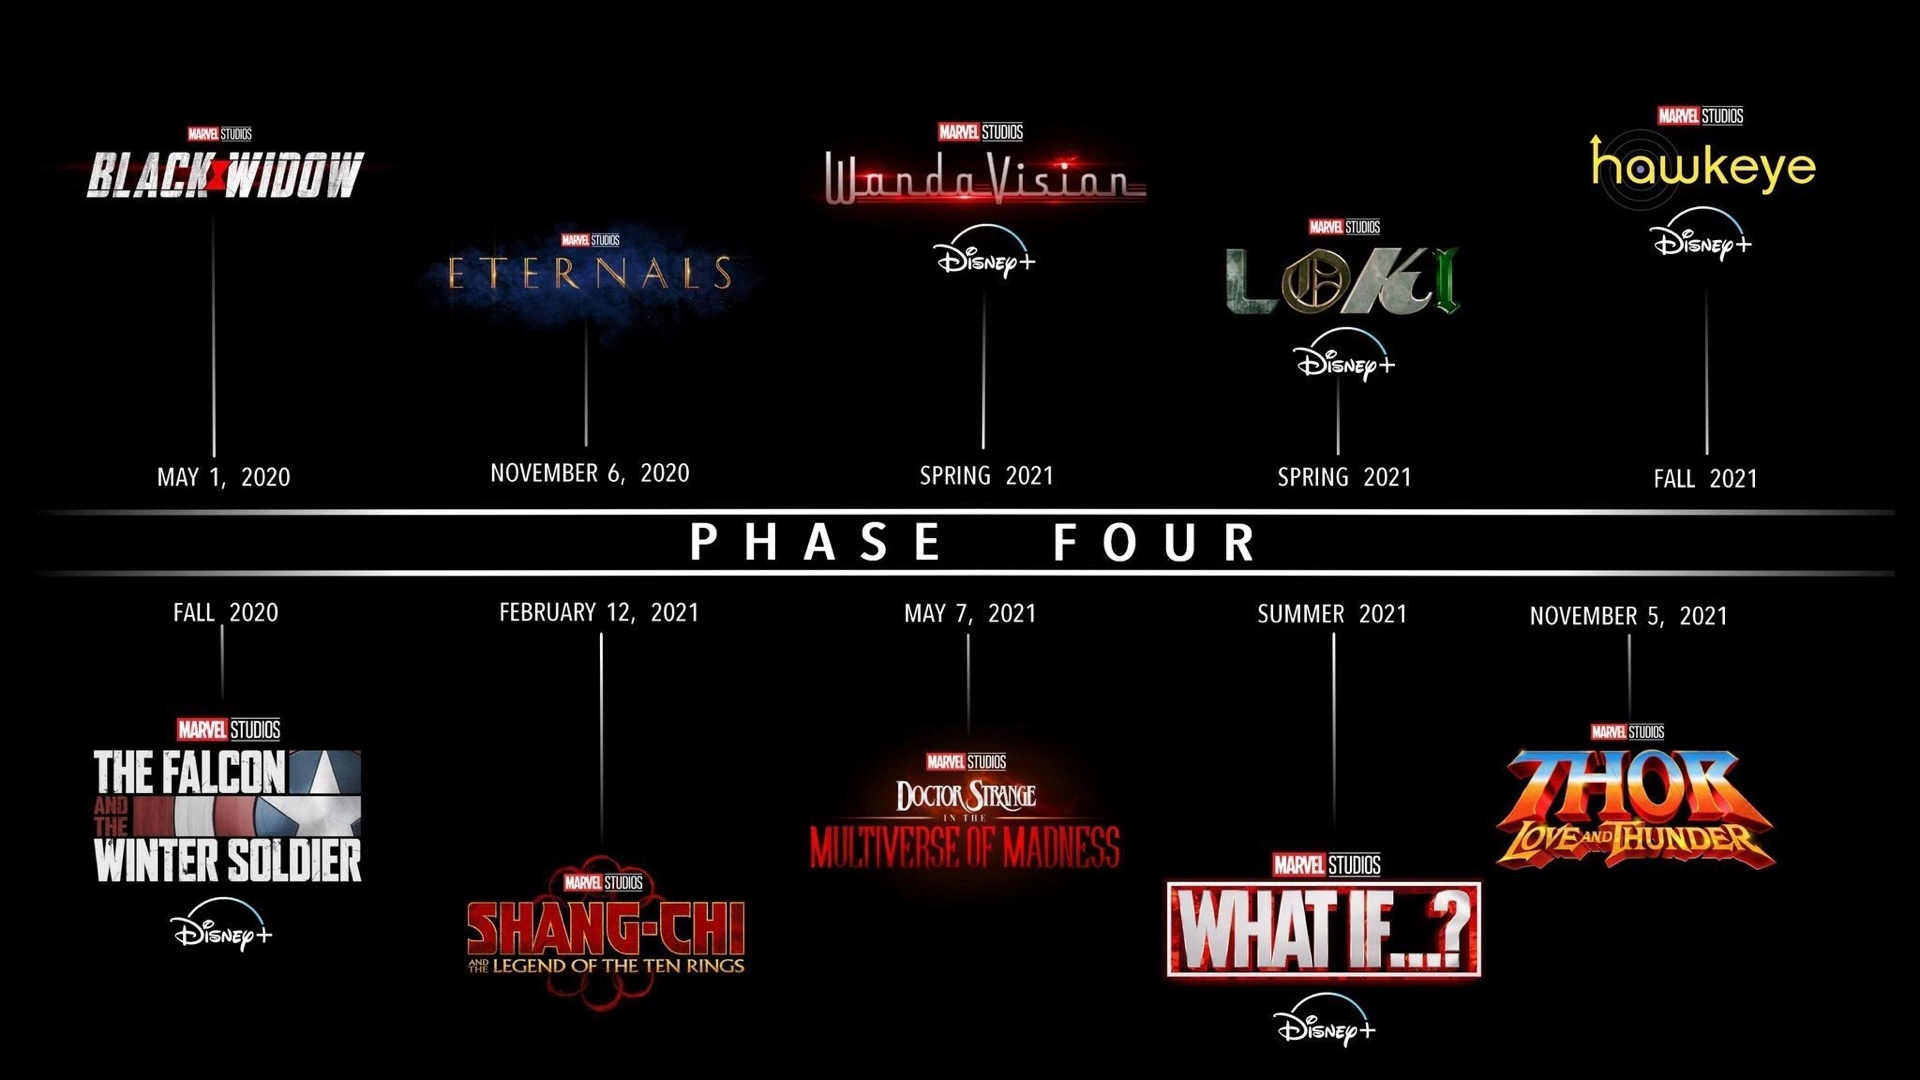 MARVEL STUDIOS
BLACK WIDOW
MAY 1, 2020
MARVEL STUDIOS
ETERNALS
NOVEMBER 6, 2020
MARVEL STUDIOS
WandaVision
Disney+
SPRING 2021
MARVEL STUDIOS
LOKI
Disney+
SPRING 2021
MARVEL STUDIOS
hawkeye
Disney+
FALL 2021
PHASE FOUR
FALL 2020
MARVEL STUDIOS
THE FALCON
AND
THE
WINTER SOLDIER
Disney+
FEBRUARY 12, 2021
MARVEL STUDIOS
SHANG-CHI
AND THE LEGEND OF THE TEN RINGS
MAY 7, 2021
MARVEL STUDIOS
DOCTOR STRANGE
IN THE
MULTIVERSE OF MADNESS
SUMMER 2021
MARVEL STUDIOS
WHAT IF...?
Disney+
NOVEMBER 5, 2021
MARVEL STUDIOS
THOR
LOVE AND THUNDER